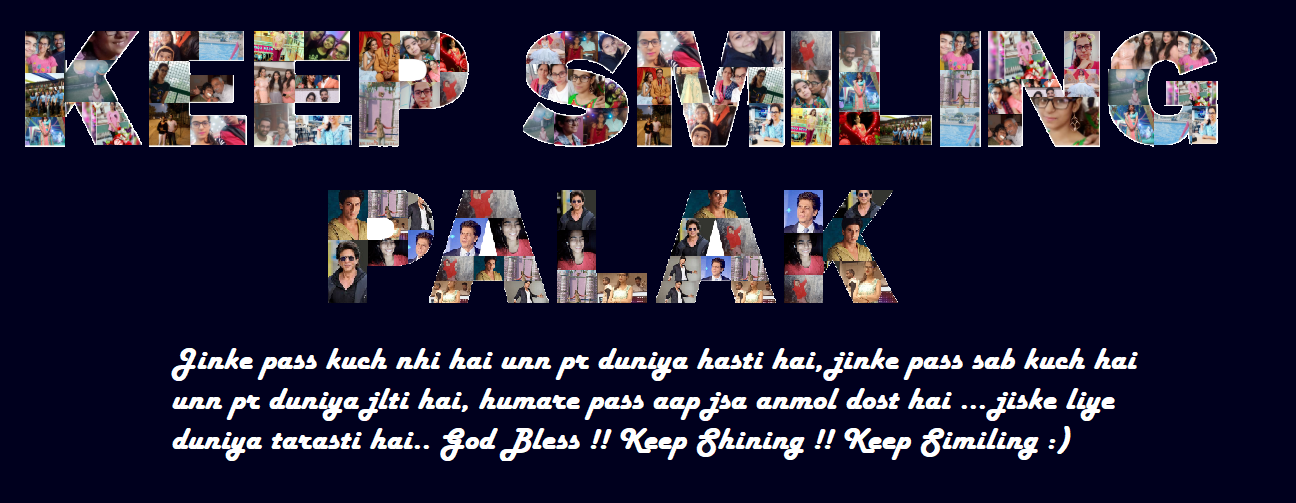 KEEP SMILING
PALAK
Jinke pass kuch nhi hai unn pr duniya hasti hai, jinke pass sab kuch hai
unn pr duniya jlti hai, humare pass aap jsa anmol dost hai ... jiske liye
duniya tarasti hai.. God Bless !! Keep Shining !! Keep Similing :)